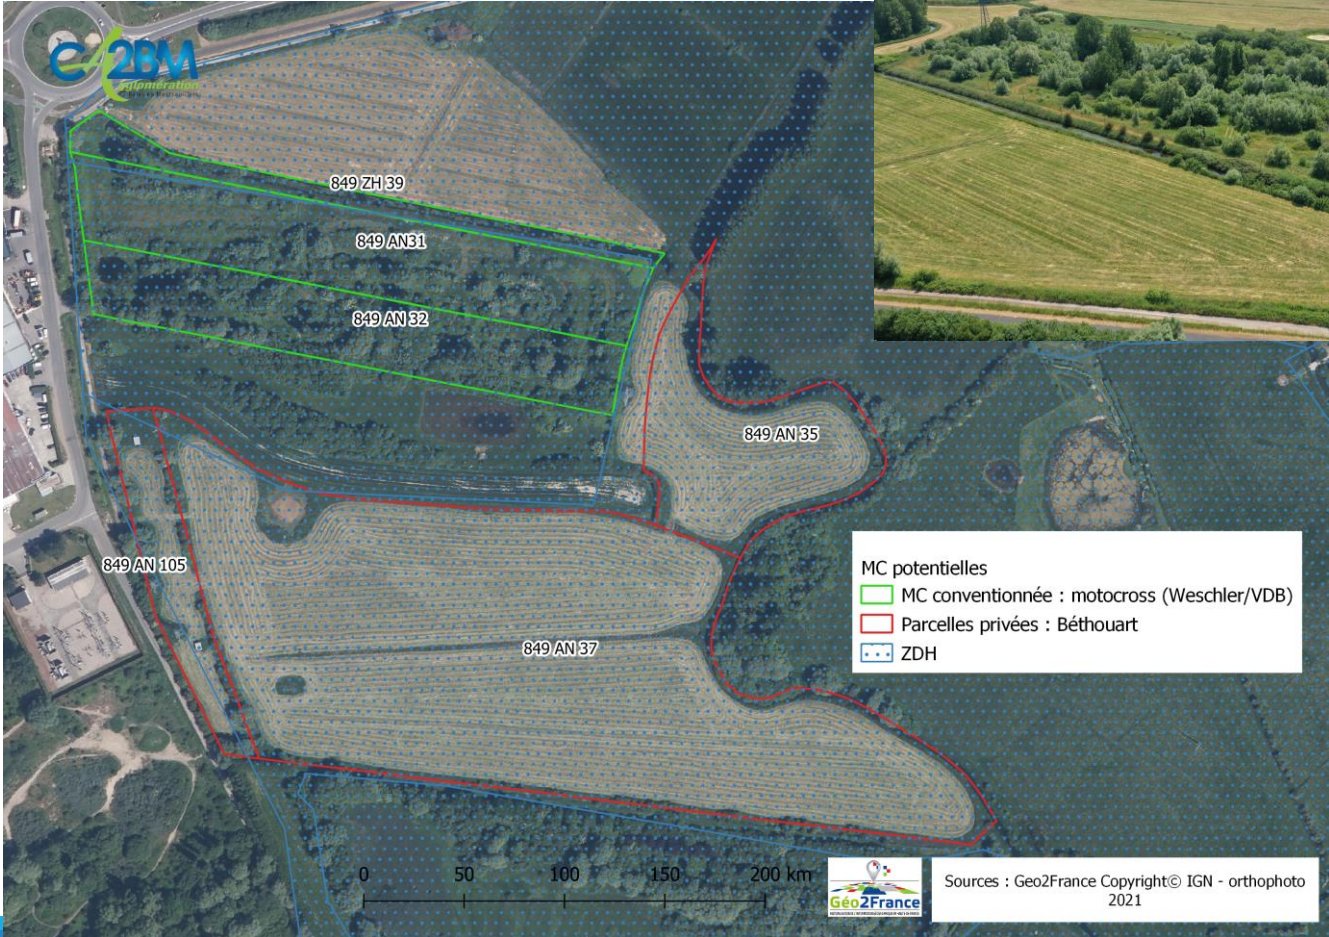 CA2BM
agglomération
849 ZH 39
849 AN31
849 AN 32
849 AN 35
849 AN 105
849 AN 37
MC potentielles
MC conventionnée : motocross (Weschler/VDB)
Parcelles privées : Béthouart
ZDH
0 50 100 150 200 km
Géo2France
Sources : Geo2France Copyright© IGN - orthophoto
2021